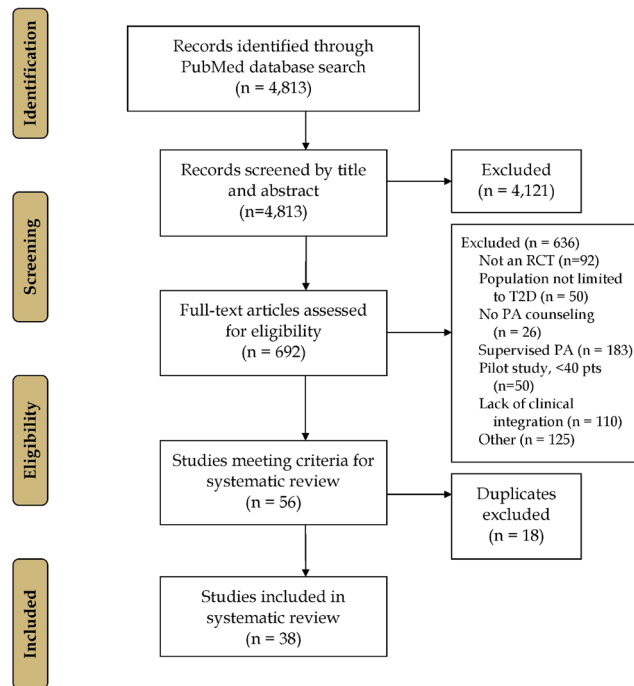 Identification
Records identified through
PubMed database search
(n = 4,813)
Records screened by title
and abstract
(n=4,813)
Excluded
(n = 4,121)
Screening
Full-text articles assessed
for eligibility
(n = 692)
Excluded (n = 636)
Not an RCT (n=92)
Population not limited
to T2D (n = 50)
No PA counseling
(n = 26)
Supervised PA (n = 183)
Pilot study, <40 pts
(n=50)
Lack of clinical
integration (n = 110)
Other (n = 125)
Eligibility
Studies meeting criteria for
systematic review
(n = 56)
Duplicates
excluded
(n = 18)
Included
Studies included in
systematic review
(n = 38)